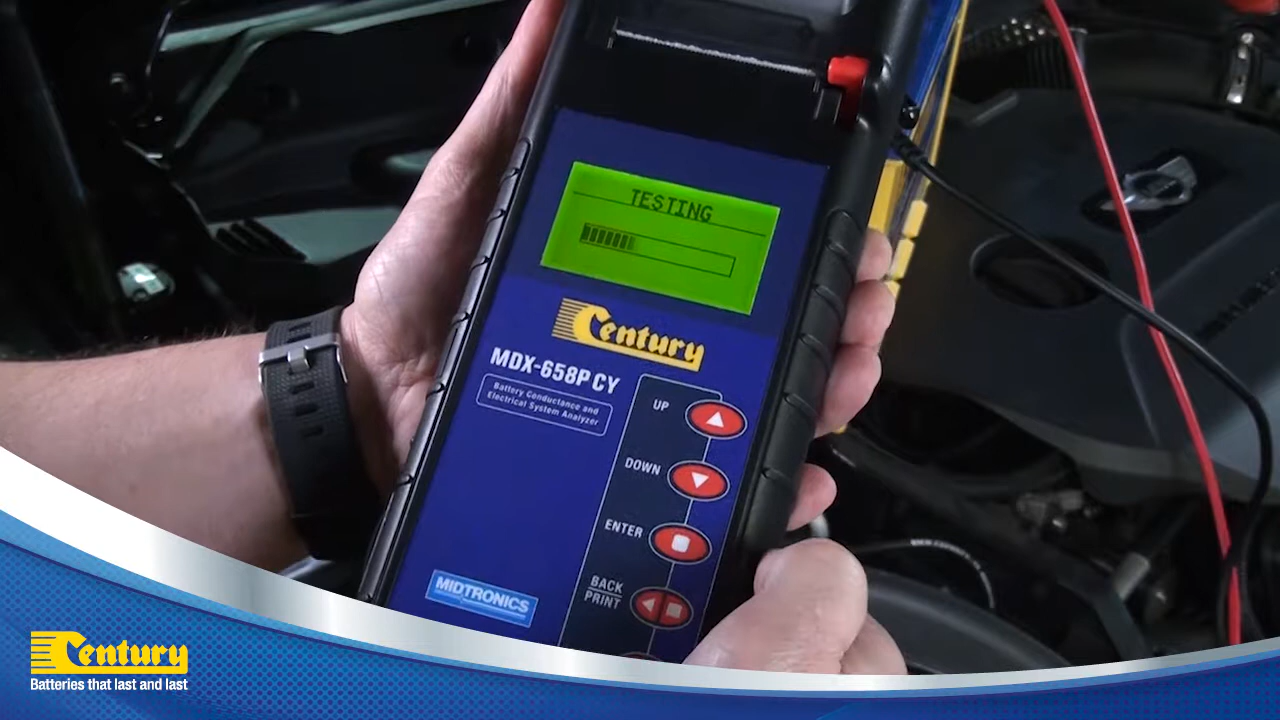 TESTING
Century
MDX-658P CY
Battery Conductance and
Electrical System Analyzer
UP
DOWN
ENTER
BACK
PRINT
MIDTRONICS
Century
Batteries that last and last